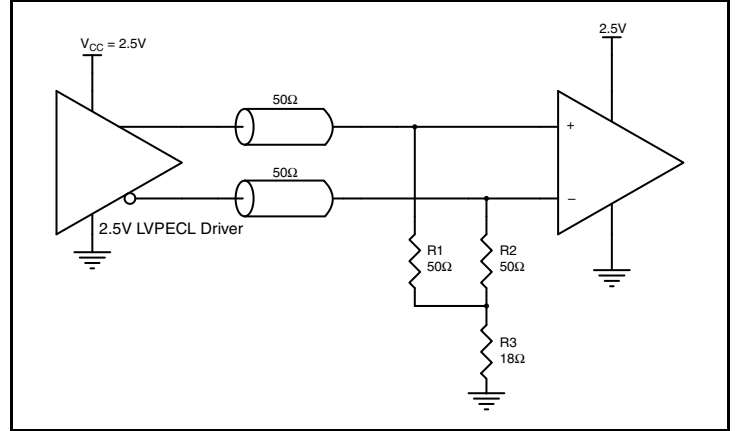 V_CC = 2.5V
2.5V
50Ω
+
50Ω
–
2.5V LVPECL Driver
R1
50Ω
R2
50Ω
R3
18Ω